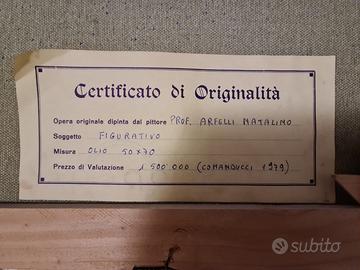 Certificato di Originalità
Opera originale dipinta dal pittore PROF. ARFELLI NATALINO
Soggetto FIGURATIVO
Misura OLIO 50X70
Prezzo di Valutazione 1 500 000 (COMANDUCCI 1979)
subito